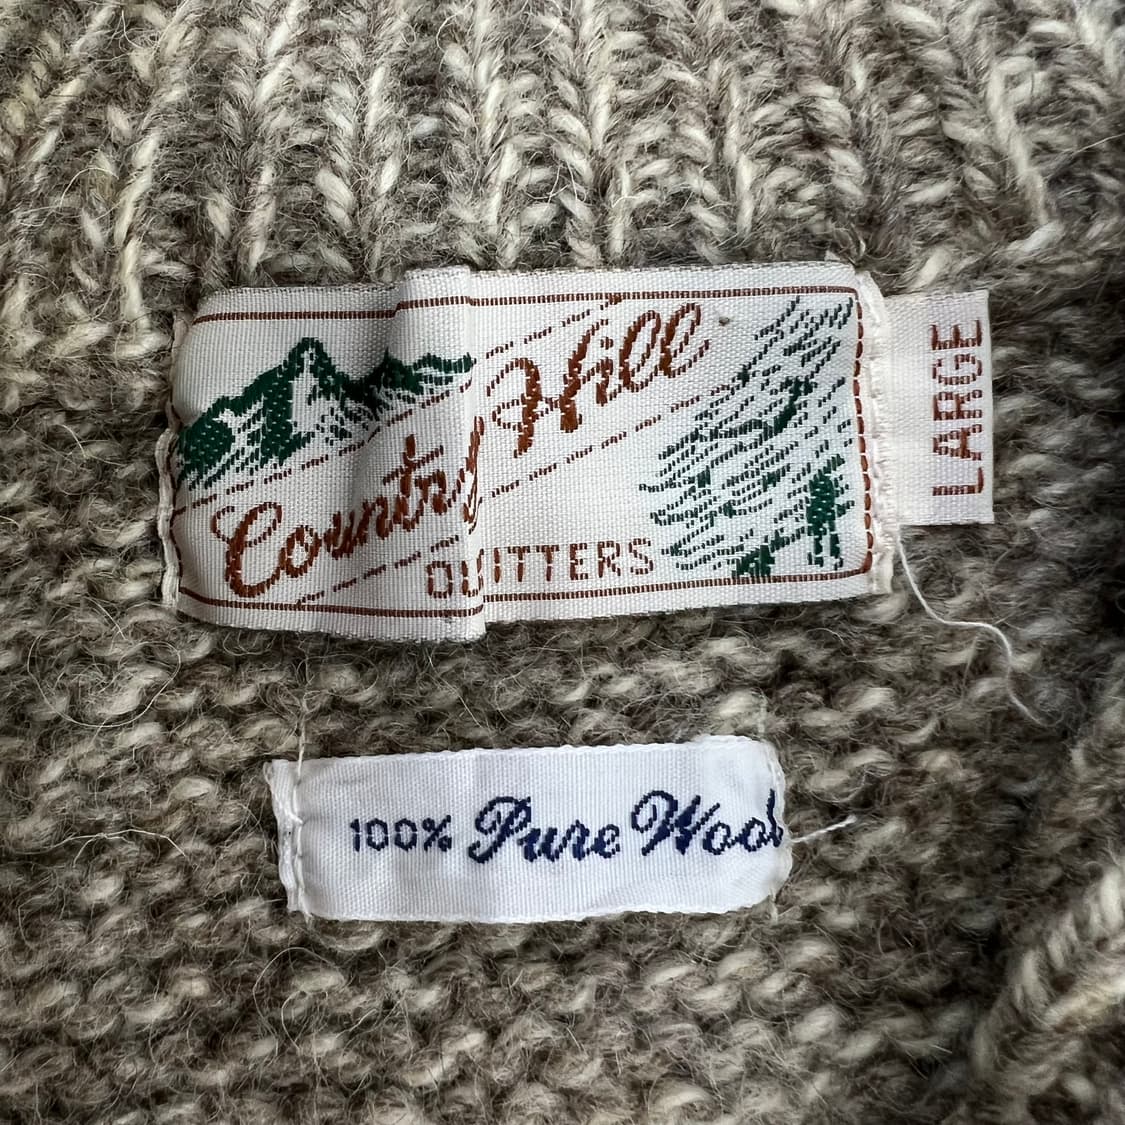 Country Hill
OUTFITTERS
LARGE
100% Pure Wool